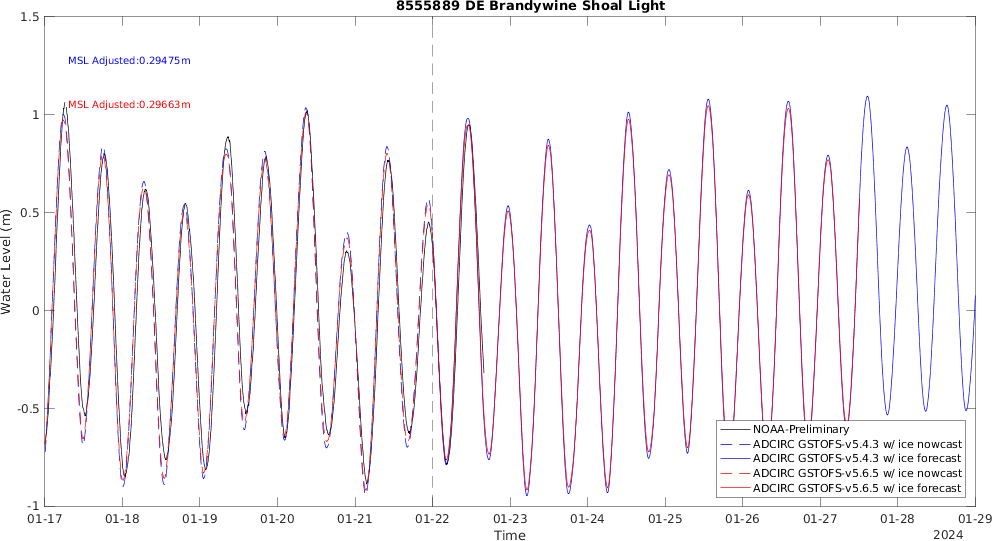 8555889 DE Brandywine Shoal Light
1.5
1
0.5
0
-0.5
-1
Water Level (m)
MSL Adjusted:0.29475m
MSL Adjusted:0.29663m
NOAA-Preliminary
ADCIRC GSTOFS-v5.4.3 w/ ice nowcast
ADCIRC GSTOFS-v5.4.3 w/ ice forecast
ADCIRC GSTOFS-v5.6.5 w/ ice nowcast
ADCIRC GSTOFS-v5.6.5 w/ ice forecast
01-17 01-18 01-19 01-20 01-21 01-22 01-23 01-24 01-25 01-26 01-27 01-28 01-29
Time
2024